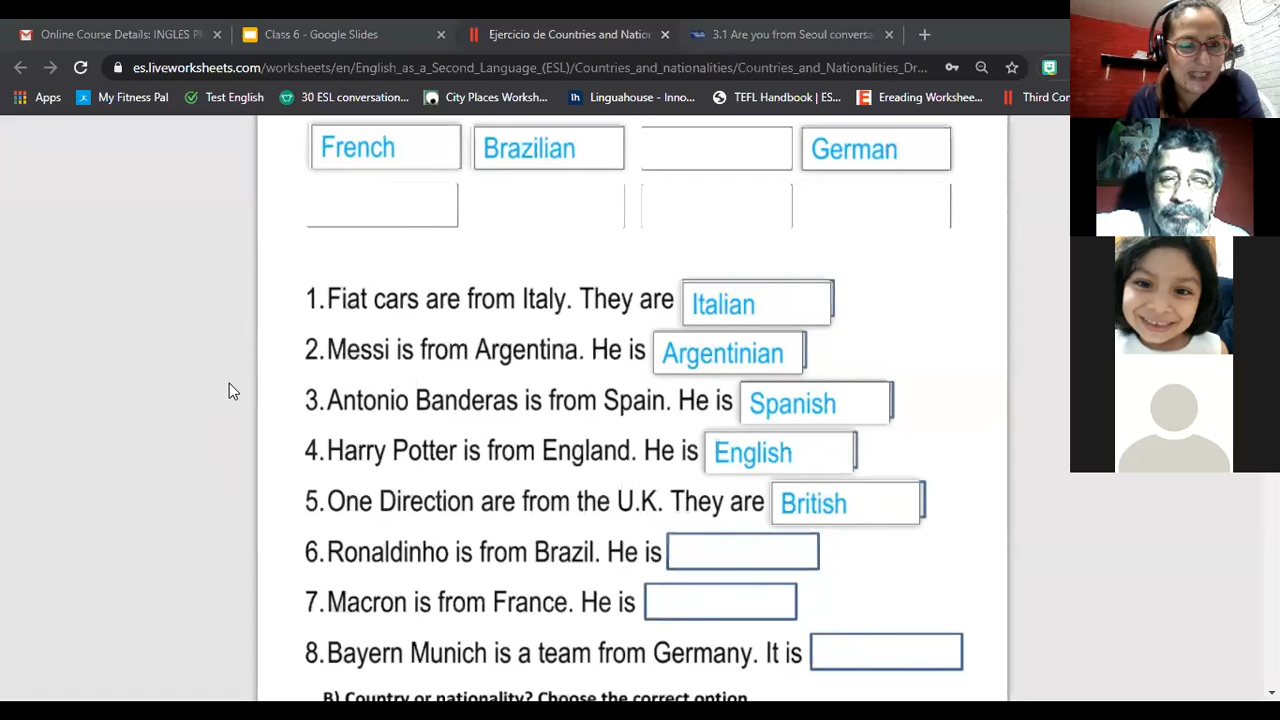 Online Course Details: INGLES P
Class 6 - Google Slides
Ejercicio de Countries and Natio
3.1 Are you from Seoul conversa
es.liveworksheets.com/worksheets/en/English_as_a_Second_Language_(ESL)/Countries_and_nationalities/Countries_and_Nationalities_Dr...
Apps
My Fitness Pal
Test English
30 ESL conversation...
City Places Worksh...
Linguahouse - Inno...
TEFL Handbook | ES...
Ereading Workshee...
Third Con
French Brazilian German
1.Fiat cars are from Italy. They are Italian
2.Messi is from Argentina. He is Argentinian
3.Antonio Banderas is from Spain. He is Spanish
4.Harry Potter is from England. He is English
5.One Direction are from the U.K. They are British
6.Ronaldinho is from Brazil. He is
7.Macron is from France. He is
8.Bayern Munich is a team from Germany. It is
B) Country or nationality? Choose the correct option